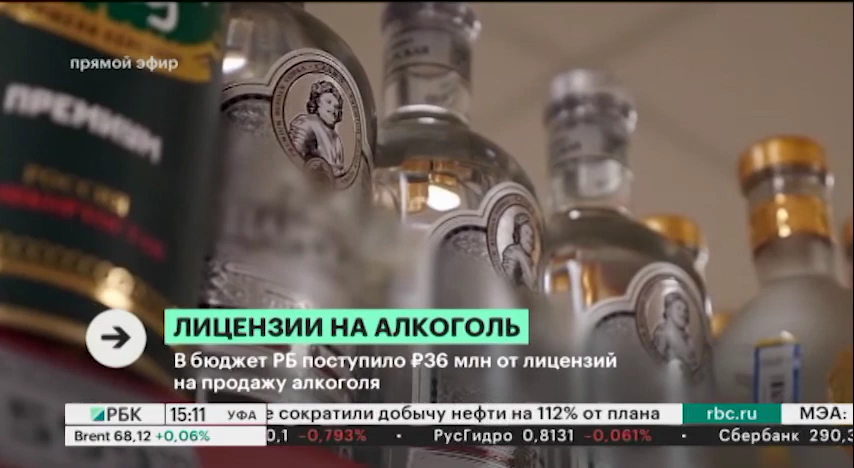 прямой эфир
ПРЕМИУМ
ЛИЦЕНЗИИ НА АЛКОГОЛЬ
В бюджет РБ поступило ₽36 млн от лицензий
на продажу алкоголя
РБК 15:11 УФА е сократили добычу нефти на 112% от плана rbc.ru МЭА:
Brent 68,12 +0,06% 0,1 -0,793% • РусГидро 0,8131 -0,061% • Сбербанк 290,3